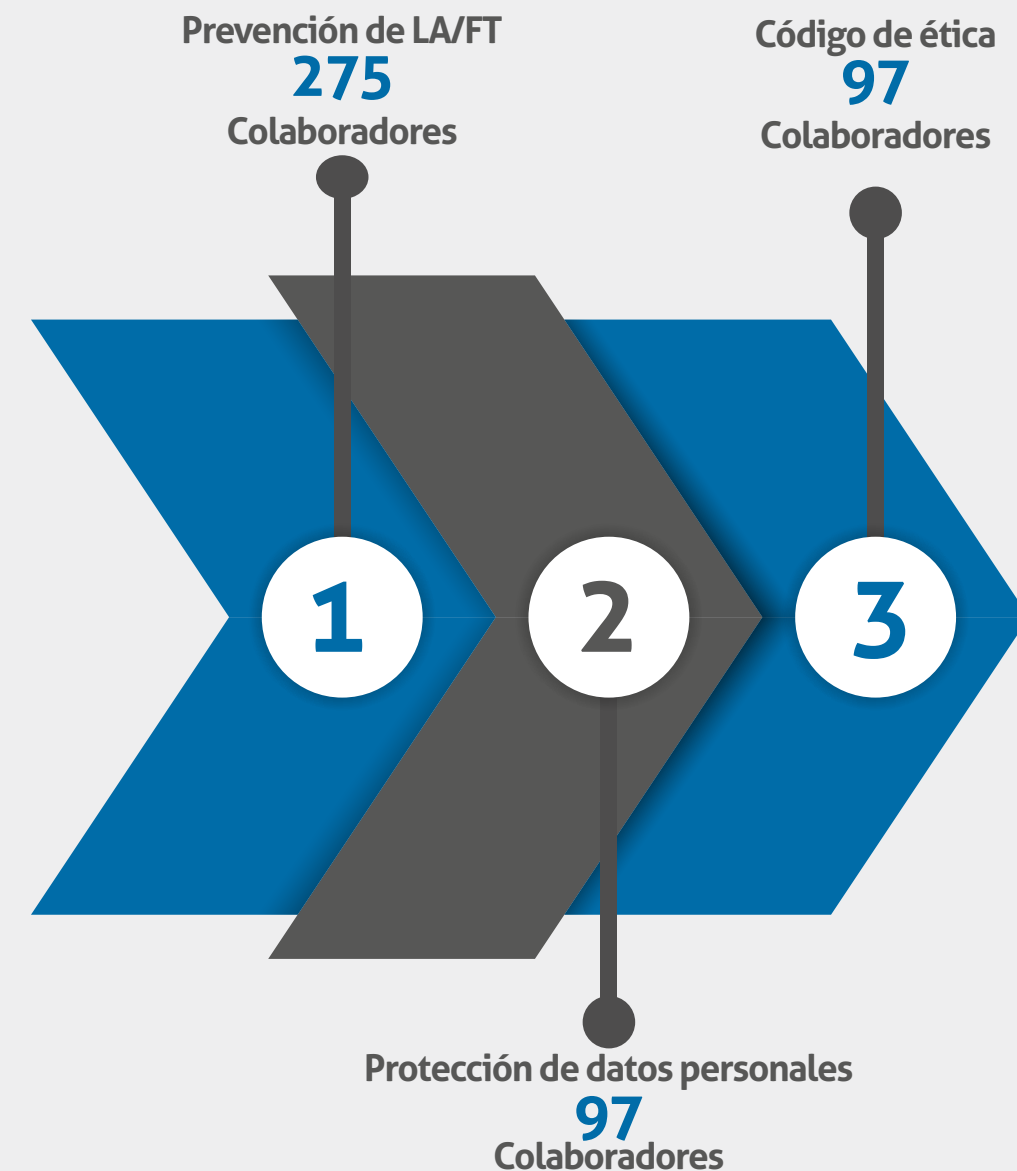 Prevención de LA/FT
275
Colaboradores
Código de ética
97
Colaboradores
1
2
3
Protección de datos personales
97
Colaboradores